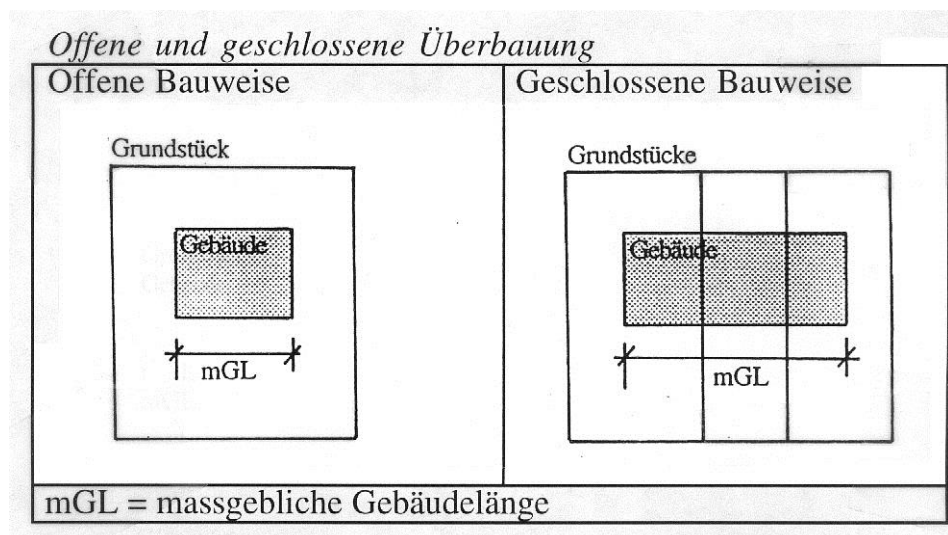 Offene und geschlossene Überbauung
Offene Bauweise
Grundstück
Gebäude
mGL
Geschlossene Bauweise
Grundstücke
Gebäude
mGL
mGL = massgebliche Gebäudelänge